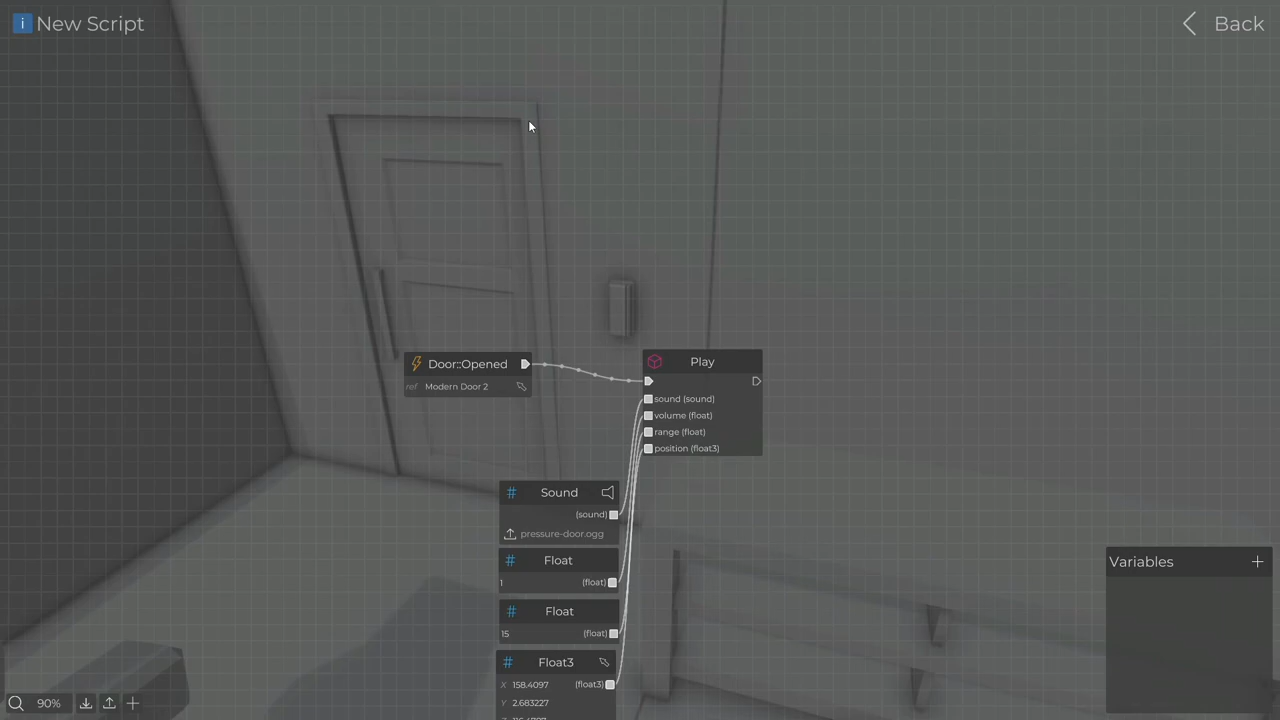 i New Script
Back
Door::Opened
ref Modern Door 2
Play
sound (sound)
volume (float)
range (float)
position (float3)
# Sound
(sound)
pressure-door.ogg
# Float
1 (float)
# Float
15 (float)
# Float3
X 158.4097 (float3)
Y 2.683227
Variables +
90%